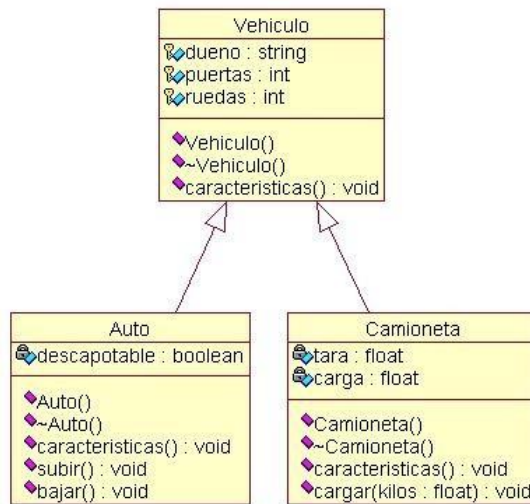 Vehiculo
dueno : string
puertas : int
ruedas : int
Vehiculo()
~Vehiculo()
caracteristicas() : void
Auto
descapotable : boolean
Auto()
~Auto()
caracteristicas() : void
subir() : void
bajar() : void
Camioneta
tara : float
carga : float
Camioneta()
~Camioneta()
caracteristicas() : void
cargar(kilos : float) : void